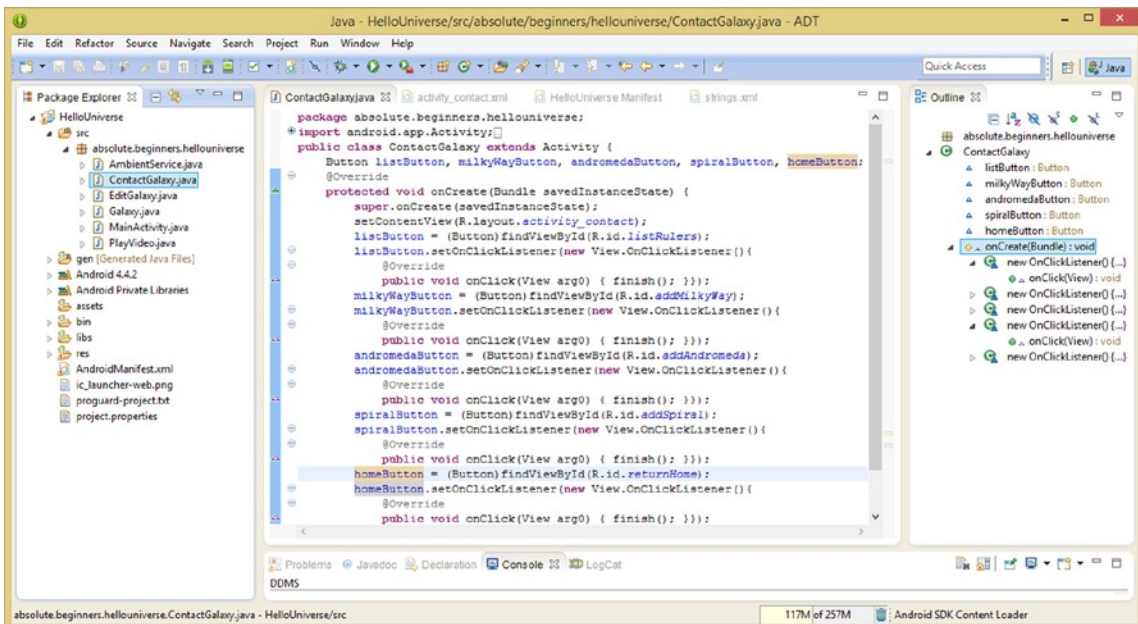 Java - HelloUniverse/src/absolute/beginners/hellouniverse/ContactGalaxy.java - ADT
File Edit Refactor Source Navigate Search Project Run Window Help
Quick Access
Java
Package Explorer
HelloUniverse
src
absolute.beginners.hellouniverse
AmbientService.java
ContactGalaxy.java
EditGalaxy.java
Galaxy.java
MainActivity.java
PlayVideo.java
gen [Generated Java Files]
Android 4.4.2
Android Private Libraries
assets
bin
libs
res
AndroidManifest.xml
ic_launcher-web.png
proguard-project.txt
project.properties
ContactGalaxy.java activity_contact.xml HelloUniverse Manifest strings.xml
package absolute.beginners.hellouniverse;
import android.app.Activity;
public class ContactGalaxy extends Activity {
Button listButton, milkyWayButton, andromedaButton, spiralButton, homeButton;
@Override
protected void onCreate(Bundle savedInstanceState) {
super.onCreate(savedInstanceState);
setContentView(R.layout.activity_contact);
listButton = (Button)findViewById(R.id.listRulers);
listButton.setOnClickListener(new View.OnClickListener(){
@Override
public void onClick(View arg0) { finish(); }});
milkyWayButton = (Button)findViewById(R.id.addMilkyWay);
milkyWayButton.setOnClickListener(new View.OnClickListener(){
@Override
public void onClick(View arg0) { finish(); }});
andromedaButton = (Button)findViewById(R.id.addAndromeda);
andromedaButton.setOnClickListener(new View.OnClickListener(){
@Override
public void onClick(View arg0) { finish(); }});
spiralButton = (Button)findViewById(R.id.addSpiral);
spiralButton.setOnClickListener(new View.OnClickListener(){
@Override
public void onClick(View arg0) { finish(); }});
homeButton = (Button)findViewById(R.id.returnHome);
homeButton.setOnClickListener(new View.OnClickListener(){
@Override
public void onClick(View arg0) { finish(); }});
Outline
absolute.beginners.hellouniverse
ContactGalaxy
listButton : Button
milkyWayButton : Button
andromedaButton : Button
spiralButton : Button
homeButton : Button
onCreate(Bundle) : void
new OnClickListener() {...}
onClick(View) : void
new OnClickListener() {...}
new OnClickListener() {...}
new OnClickListener() {...}
onClick(View) : void
new OnClickListener() {...}
Problems Javadoc Declaration Console LogCat
DDMS
absolute.beginners.hellouniverse.ContactGalaxy.java - HelloUniverse/src
117M of 257M
Android SDK Content Loader